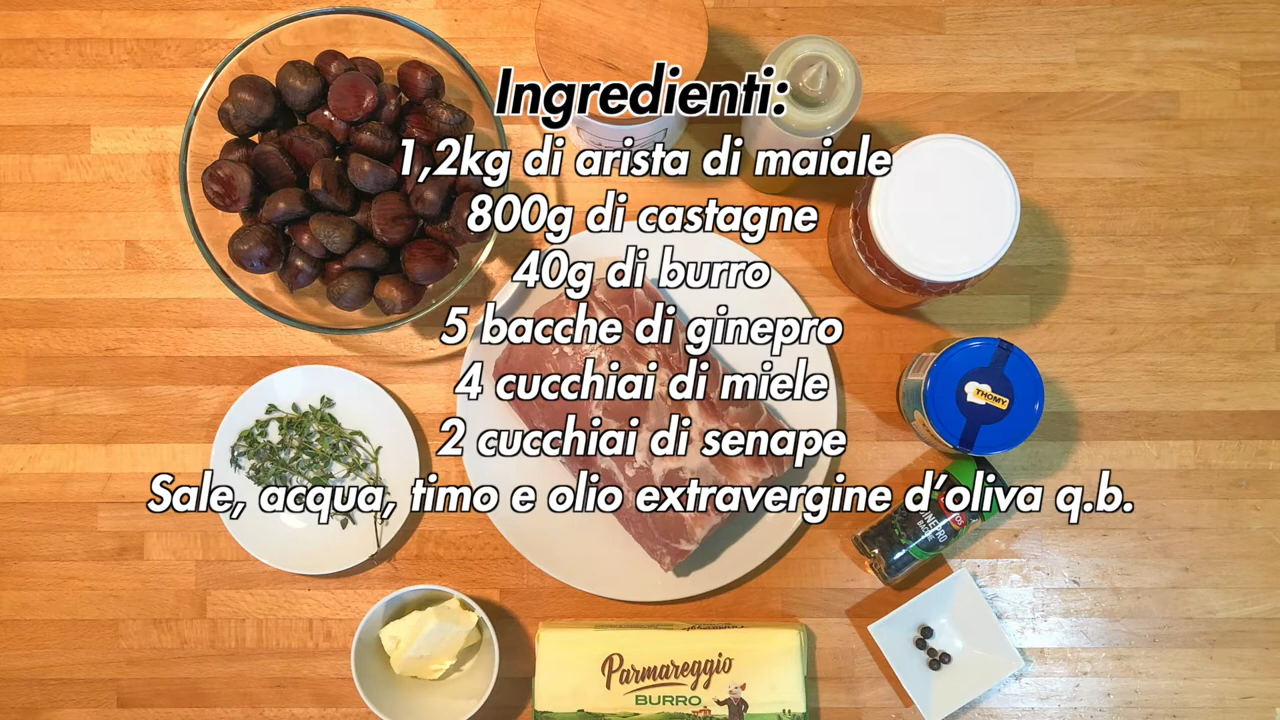 Ingredienti:
1,2kg di arista di maiale
800g di castagne
40g di burro
5 bacche di ginepro
4 cucchiai di miele
2 cucchiai di senape
Sale, acqua, timo e olio extravergine d’oliva q.b.
THOMY
GINEPRO
BACCHE
Parmareggio
BURRO